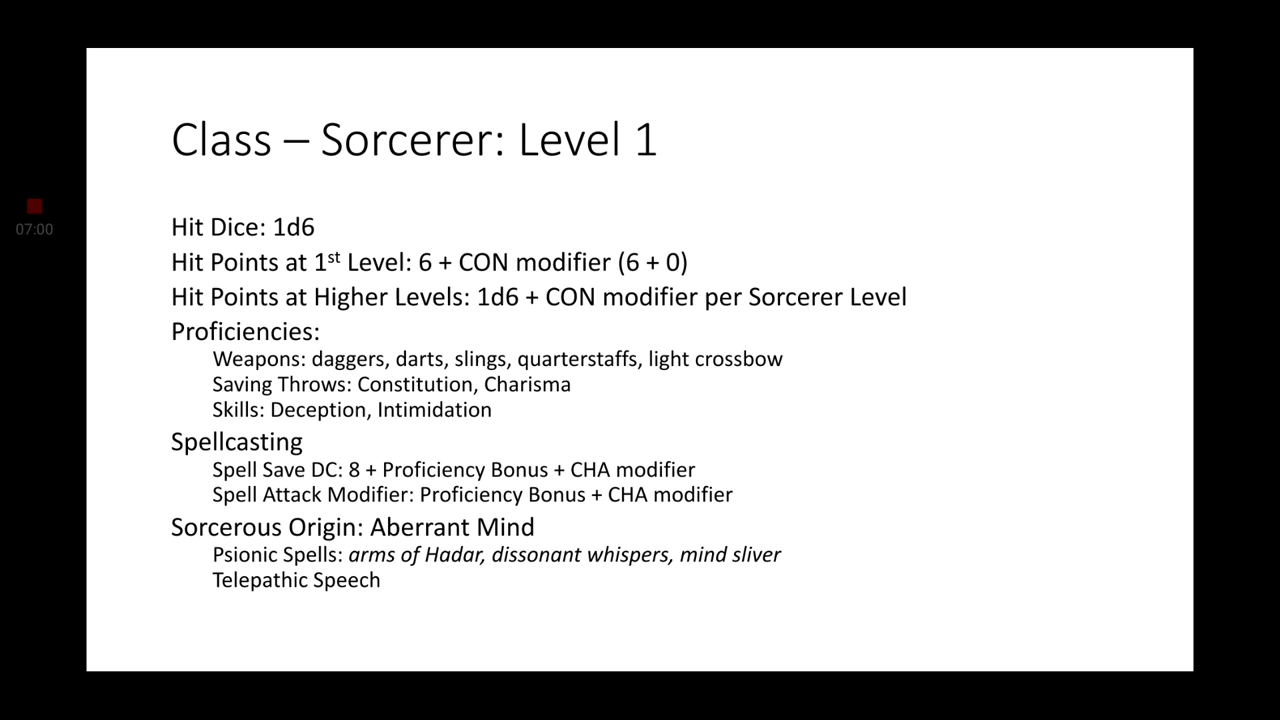 Class – Sorcerer: Level 1
07:00
Hit Dice: 1d6
Hit Points at 1st Level: 6 + CON modifier (6 + 0)
Hit Points at Higher Levels: 1d6 + CON modifier per Sorcerer Level
Proficiencies:
Weapons: daggers, darts, slings, quarterstaffs, light crossbow
Saving Throws: Constitution, Charisma
Skills: Deception, Intimidation
Spellcasting
Spell Save DC: 8 + Proficiency Bonus + CHA modifier
Spell Attack Modifier: Proficiency Bonus + CHA modifier
Sorcerous Origin: Aberrant Mind
Psionic Spells: arms of Hadar, dissonant whispers, mind sliver
Telepathic Speech